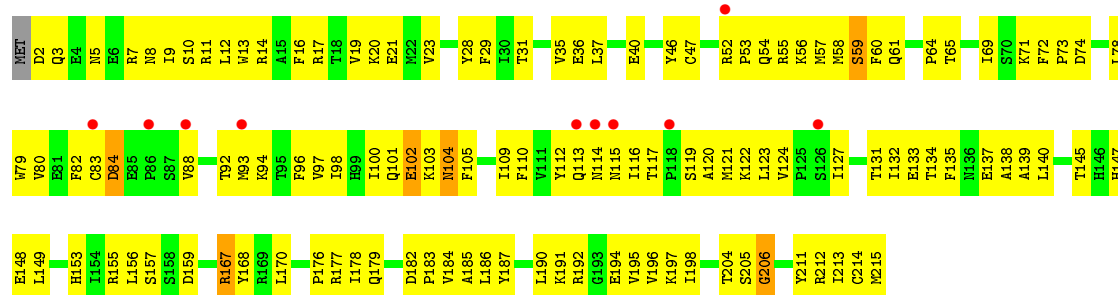 MET D2 Q3 E4 N5 E6 R7 N8 I9 S10 R11 L12 W13 R14 A15 F16 R17 T18 V19 K20 E21 M22 V23 Y28 F29 I30 T31 V35 E36 L37 E40 Y46 C47 R52 P53 Q54 R55 K56 M57 M58 S59 F60 Q61 P64 T65 I69 S70 K71 F72 P73 D74 L78
W79 V80 E81 F82 C83 D84 E85 P86 S87 V88 T92 M93 K94 T95 F96 V97 I98 H99 I100 Q101 E102 K103 N104 F105 I109 F110 V111 Y112 Q113 N114 N115 I116 T117 P118 S119 A120 M121 K122 L123 V124 P125 S126 I127 T131 I132 E133 T134 F135 N136 E137 A138 A139 L140 T145 H146 H147
E148 L149 H153 I154 R155 L156 S157 S158 D159 R167 Y168 R169 L170 P176 R177 I178 Q179 D182 P183 V184 A185 L186 Y187 L190 K191 R192 G193 E194 V195 V196 K197 I198 T204 S205 G206 Y211 R212 I213 C214 M215